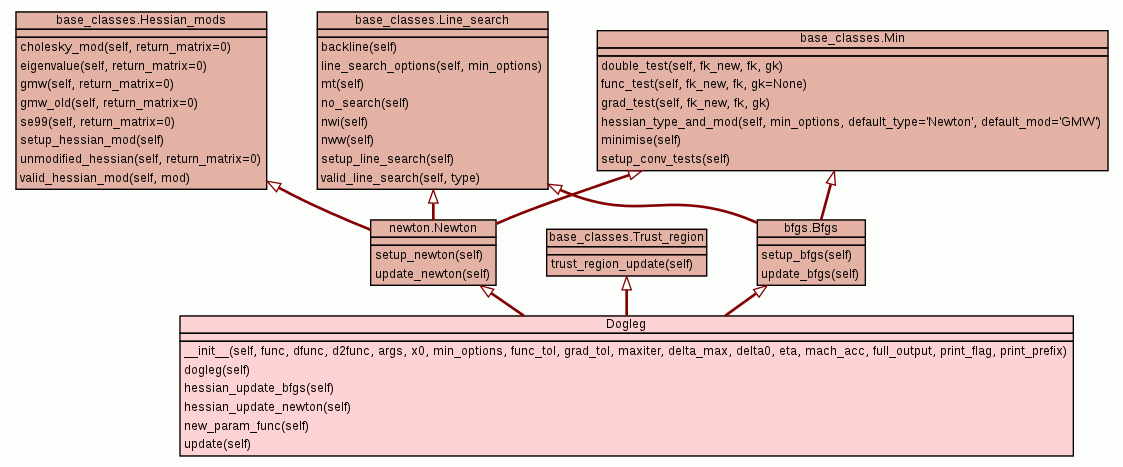 base_classes.Hessian_mods
cholesky_mod(self, return_matrix=0)
eigenvalue(self, return_matrix=0)
gmw(self, return_matrix=0)
gmw_old(self, return_matrix=0)
se99(self, return_matrix=0)
setup_hessian_mod(self)
unmodified_hessian(self, return_matrix=0)
valid_hessian_mod(self, mod)
base_classes.Line_search
backline(self)
line_search_options(self, min_options)
mt(self)
no_search(self)
nwi(self)
nww(self)
setup_line_search(self)
valid_line_search(self, type)
base_classes.Min
double_test(self, fk_new, fk, gk)
func_test(self, fk_new, fk, gk=None)
grad_test(self, fk_new, fk, gk)
hessian_type_and_mod(self, min_options, default_type='Newton', default_mod='GMW')
minimise(self)
setup_conv_tests(self)
newton.Newton
setup_newton(self)
update_newton(self)
base_classes.Trust_region
trust_region_update(self)
bfgs.Bfgs
setup_bfgs(self)
update_bfgs(self)
Dogleg
__init__(self, func, dfunc, d2func, args, x0, min_options, func_tol, grad_tol, maxiter, delta_max, delta0, eta, mach_acc, full_output, print_flag, print_prefix)
dogleg(self)
hessian_update_bfgs(self)
hessian_update_newton(self)
new_param_func(self)
update(self)